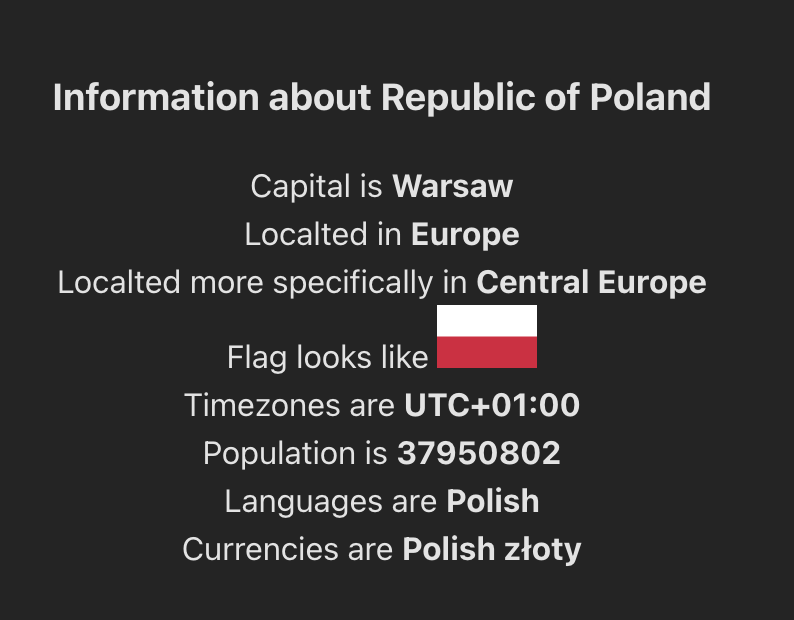 Information about Republic of Poland
Capital is Warsaw
Localted in Europe
Localted more specifically in Central Europe
Flag looks like
Timezones are UTC+01:00
Population is 37950802
Languages are Polish
Currencies are Polish złoty